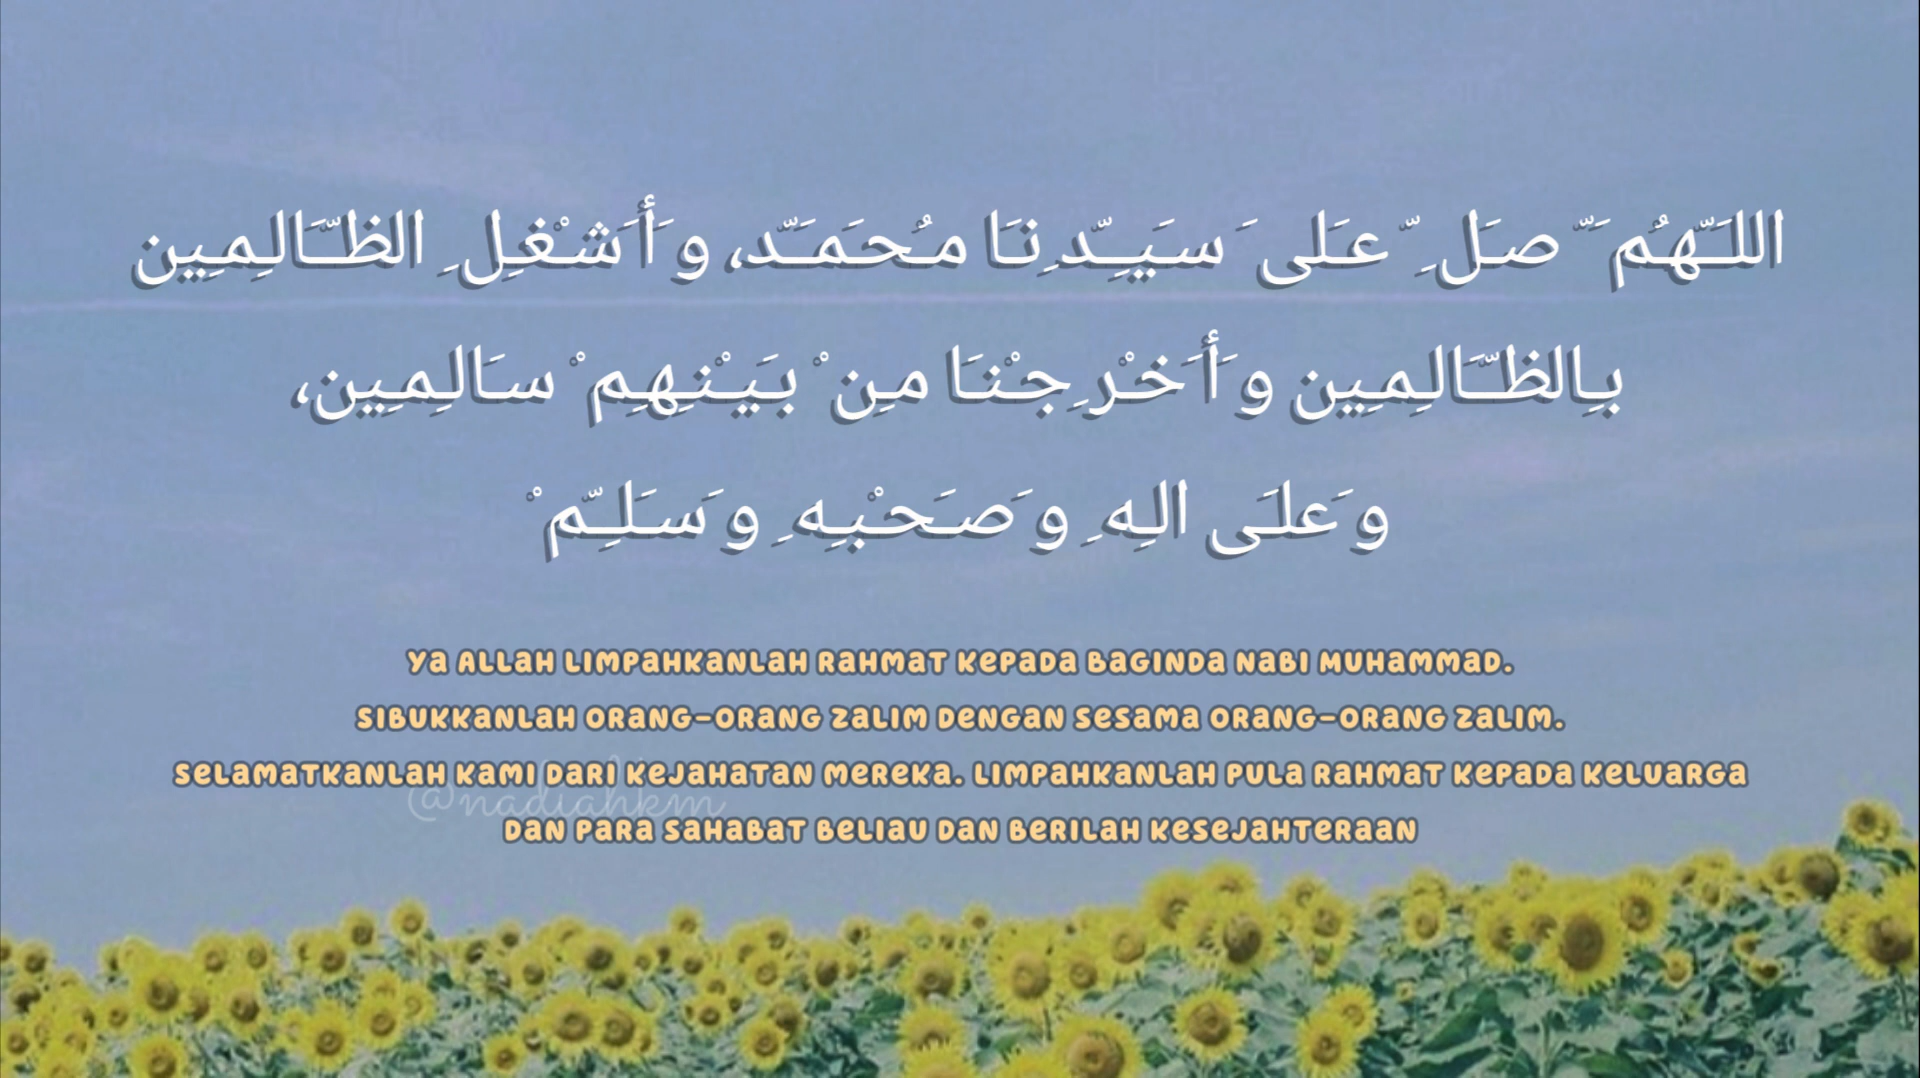 اللَّهُمَّ صَلِّ عَلَى سَيِّدِنَا مُحَمَّد، وَأَشْغِلِ الظَّالِمِين
بِالظَّالِمِين وَأَخْرِجْنَا مِنْ بَيْنِهِمْ سَالِمِين،
وَعَلَى الِهِ وَصَحْبِهِ وَسَلِّمْ
Ya Allah limpahkanlah rahmat kepada Baginda Nabi Muhammad.
Sibukkanlah orang-orang zalim dengan sesama orang-orang zalim.
Selamatkanlah kami dari kejahatan mereka. Limpahkanlah pula rahmat kepada keluarga
@nadiahkm
dan para sahabat beliau dan berilah kesejahteraan